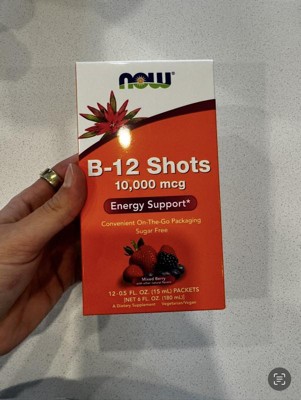 NOW®
B-12 Shots
10,000 mcg
Energy Support*
Convenient On-The-Go Packaging
Sugar Free
Mixed Berry
12 - 0.5 FL. OZ. (15 mL) PACKETS
[NET 6 FL. OZ. (180 mL)]
A Dietary Supplement Vegetarian/Vegan